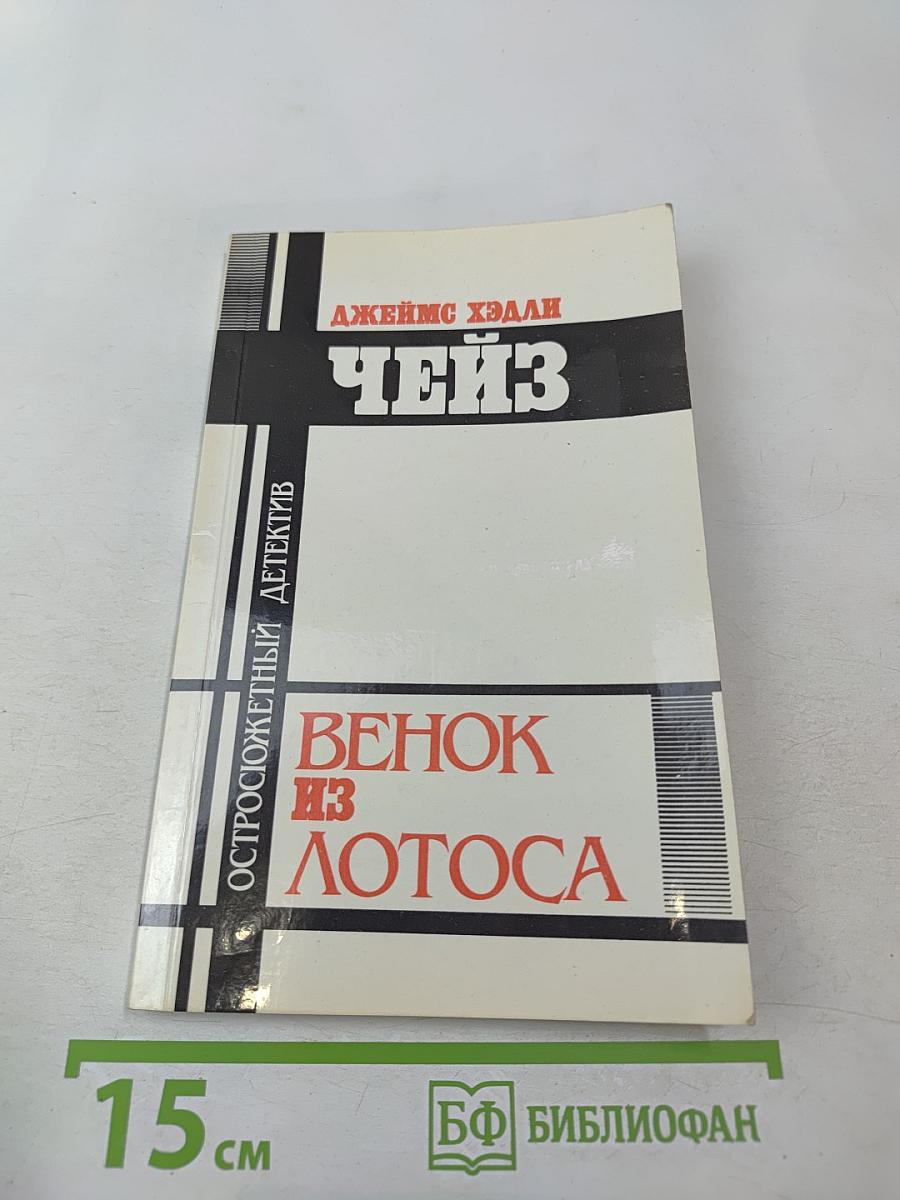 ДЖЕЙМС ХЭДЛИ
ЧЕЙЗ
ОСТРОСЮЖЕТНЫЙ ДЕТЕКТИВ
ВЕНОК
ИЗ
ЛОТОСА
15 см
БФ БИБЛИОФАН